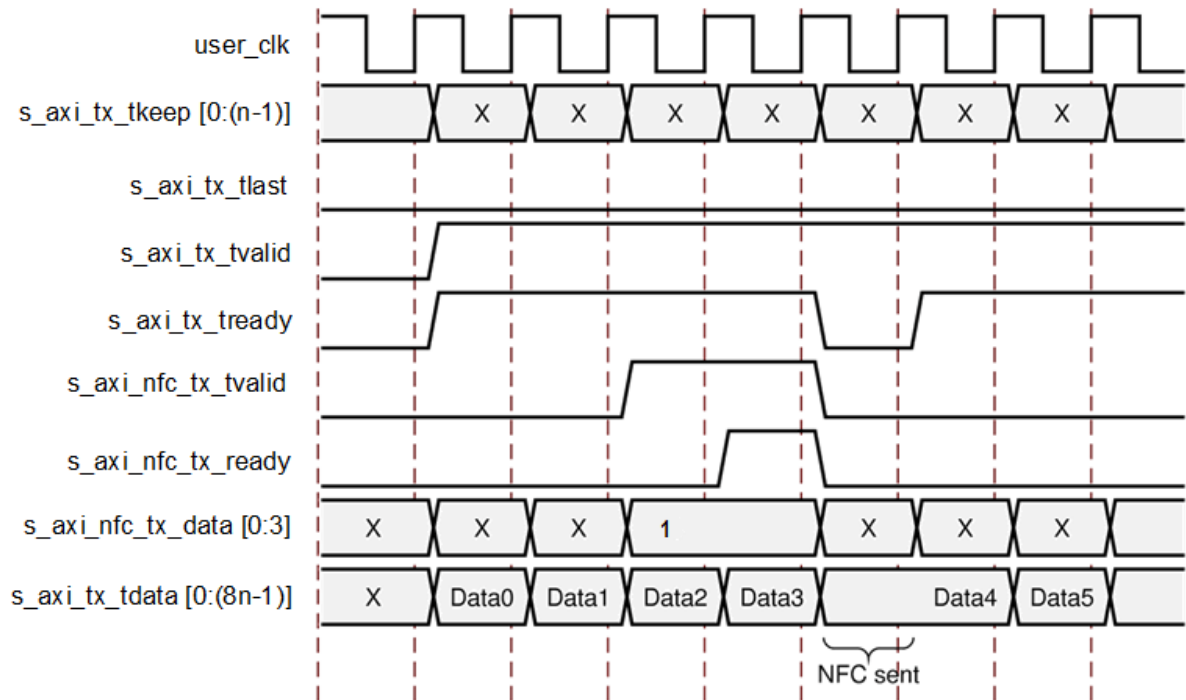 user_clk
s_axi_tx_tkeep [0:(n-1)] X X X X X X X
s_axi_tx_tlast
s_axi_tx_tvalid
s_axi_tx_tready
s_axi_nfc_tx_tvalid
s_axi_nfc_tx_ready
s_axi_nfc_tx_data [0:3] X X X 1 X X X
s_axi_tx_tdata [0:(8n-1)] X Data0 Data1 Data2 Data3 Data4 Data5
NFC sent